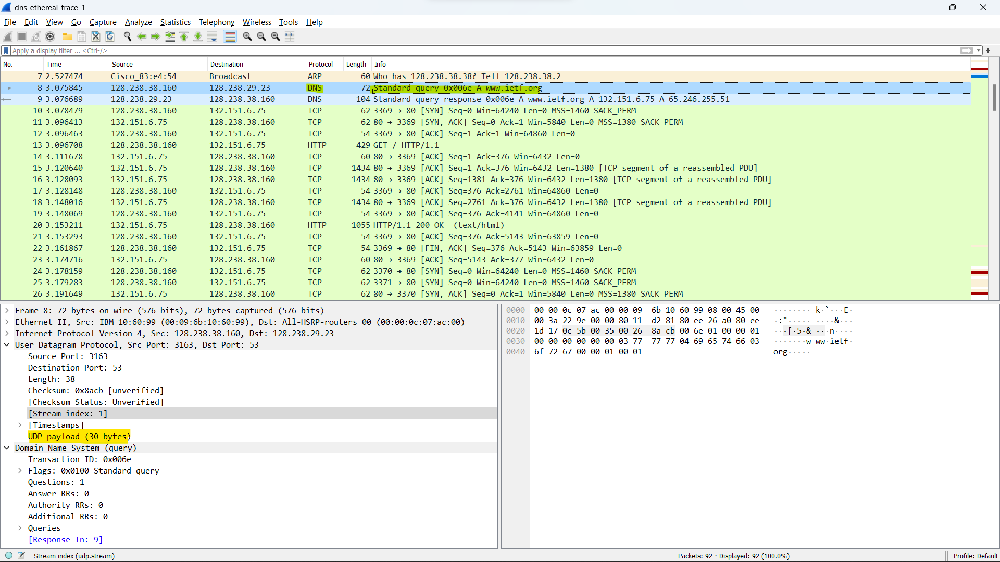 dns-ethereal-trace-1
File Edit View Go Capture Analyze Statistics Telephony Wireless Tools Help
Apply a display filter ... <Ctrl-/>
No. Time Source Destination Protocol Length Info
7 2.527474 Cisco_83:e4:54 Broadcast ARP 60 Who has 128.238.38.38? Tell 128.238.38.2
8 3.075845 128.238.38.160 128.238.29.23 DNS 72 Standard query 0x006e A www.ietf.org
9 3.076689 128.238.29.23 128.238.38.160 DNS 104 Standard query response 0x006e A www.ietf.org A 132.151.6.75 A 65.246.255.51
10 3.078479 128.238.38.160 132.151.6.75 TCP 62 3369 → 80 [SYN] Seq=0 Win=64240 Len=0 MSS=1460 SACK_PERM
11 3.096413 132.151.6.75 128.238.38.160 TCP 62 80 → 3369 [SYN, ACK] Seq=0 Ack=1 Win=5840 Len=0 MSS=1380 SACK_PERM
12 3.096463 128.238.38.160 132.151.6.75 TCP 54 3369 → 80 [ACK] Seq=1 Ack=1 Win=64860 Len=0
13 3.096708 128.238.38.160 132.151.6.75 HTTP 429 GET / HTTP/1.1
14 3.111678 132.151.6.75 128.238.38.160 TCP 60 80 → 3369 [ACK] Seq=1 Ack=376 Win=6432 Len=0
15 3.120640 132.151.6.75 128.238.38.160 TCP 1434 80 → 3369 [ACK] Seq=1 Ack=376 Win=6432 Len=1380 [TCP segment of a reassembled PDU]
16 3.128093 132.151.6.75 128.238.38.160 TCP 1434 80 → 3369 [ACK] Seq=1381 Ack=376 Win=6432 Len=1380 [TCP segment of a reassembled PDU]
17 3.128148 128.238.38.160 132.151.6.75 TCP 54 3369 → 80 [ACK] Seq=376 Ack=2761 Win=64860 Len=0
18 3.148016 132.151.6.75 128.238.38.160 TCP 1434 80 → 3369 [ACK] Seq=2761 Ack=376 Win=6432 Len=1380 [TCP segment of a reassembled PDU]
19 3.148069 128.238.38.160 132.151.6.75 TCP 54 3369 → 80 [ACK] Seq=376 Ack=4141 Win=64860 Len=0
20 3.153211 132.151.6.75 128.238.38.160 HTTP 1055 HTTP/1.1 200 OK  (text/html)
21 3.153293 128.238.38.160 132.151.6.75 TCP 54 3369 → 80 [ACK] Seq=376 Ack=5143 Win=63859 Len=0
22 3.161867 128.238.38.160 132.151.6.75 TCP 54 3369 → 80 [FIN, ACK] Seq=376 Ack=5143 Win=63859 Len=0
23 3.174716 132.151.6.75 128.238.38.160 TCP 60 80 → 3369 [ACK] Seq=5143 Ack=377 Win=6432 Len=0
24 3.178159 128.238.38.160 132.151.6.75 TCP 62 3370 → 80 [SYN] Seq=0 Win=64240 Len=0 MSS=1460 SACK_PERM
25 3.179283 128.238.38.160 132.151.6.75 TCP 62 3371 → 80 [SYN] Seq=0 Win=64240 Len=0 MSS=1460 SACK_PERM
26 3.191649 132.151.6.75 128.238.38.160 TCP 62 80 → 3370 [SYN, ACK] Seq=0 Ack=1 Win=5840 Len=0 MSS=1380 SACK_PERM
Frame 8: 72 bytes on wire (576 bits), 72 bytes captured (576 bits)
Ethernet II, Src: IBM_10:60:99 (00:09:6b:10:60:99), Dst: All-HSRP-routers_00 (00:00:0c:07:ac:00)
Internet Protocol Version 4, Src: 128.238.38.160, Dst: 128.238.29.23
User Datagram Protocol, Src Port: 3163, Dst Port: 53
Source Port: 3163
Destination Port: 53
Length: 38
Checksum: 0x8acb [unverified]
[Checksum Status: Unverified]
[Stream index: 1]
[Timestamps]
UDP payload (30 bytes)
Domain Name System (query)
Transaction ID: 0x006e
Flags: 0x0100 Standard query
Questions: 1
Answer RRs: 0
Authority RRs: 0
Additional RRs: 0
Queries
[Response In: 9]
0000 00 00 0c 07 ac 00 00 09 6b 10 60 99 08 00 45 00 ········ k·`···E·
0010 00 3a 22 9e 00 00 80 11 d2 81 80 ee 26 a0 80 ee ·:"····· ····&···
0020 1d 17 0c 5b 00 35 00 26 8a cb 00 6e 01 00 00 01 ···[·5·& ···n····
0030 00 00 00 00 00 00 03 77 77 77 04 69 65 74 66 03 ·······w ww·ietf·
0040 6f 72 67 00 00 01 00 01 org·····
Stream index (udp.stream)
Packets: 92 · Displayed: 92 (100.0%)
Profile: Default